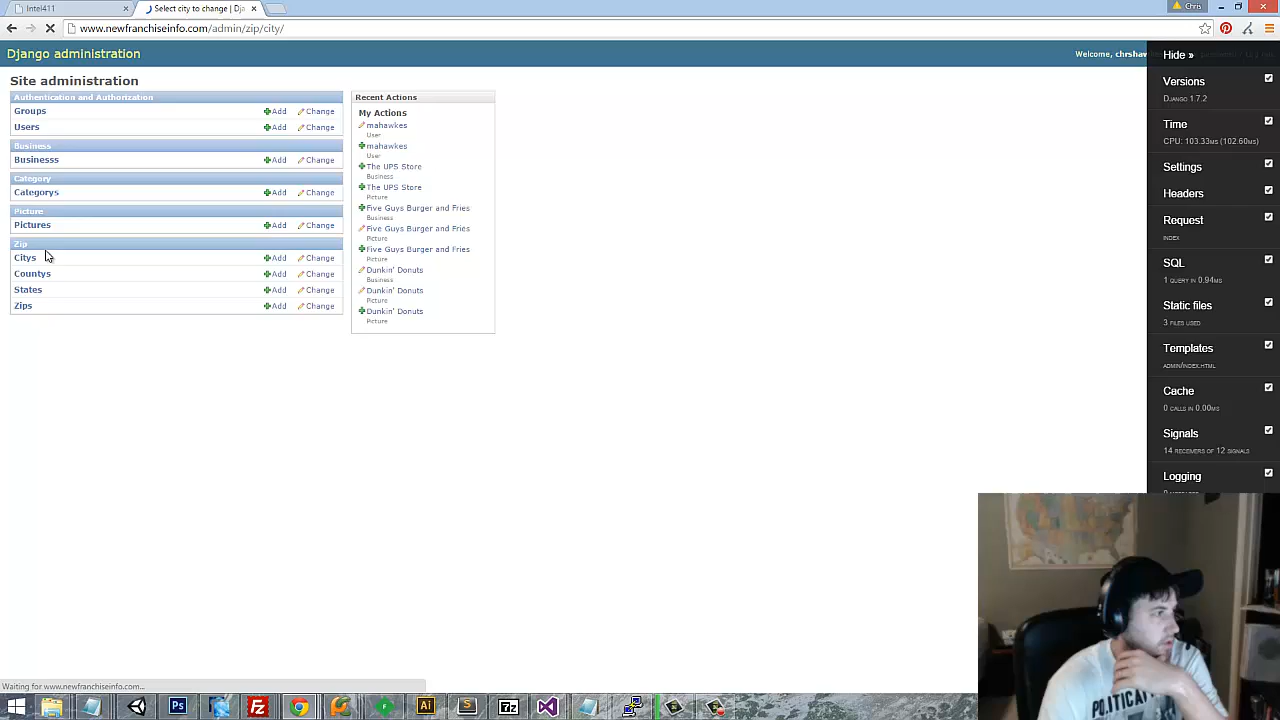 Intel411
Select city to change | Dja
Chris
www.newfranchiseinfo.com/admin/zip/city/
Django administration
Welcome, chrshaw
Site administration
Authentication and Authorization
Groups Add Change
Users Add Change
Business
Businesss Add Change
Category
Categorys Add Change
Picture
Pictures Add Change
Zip
Citys Add Change
Countys Add Change
States Add Change
Zips Add Change
Recent Actions
My Actions
mahawkes
User
mahawkes
User
The UPS Store
Business
The UPS Store
Picture
Five Guys Burger and Fries
Business
Five Guys Burger and Fries
Picture
Five Guys Burger and Fries
Picture
Dunkin' Donuts
Business
Dunkin' Donuts
Picture
Dunkin' Donuts
Picture
Hide »
Versions
Django 1.7.2
Time
CPU: 103.33ms (102.60ms)
Settings
Headers
Request
index
SQL
1 query in 0.94ms
Static files
3 files used
Templates
admin/index.html
Cache
0 calls in 0.00ms
Signals
14 receivers of 12 signals
Logging
Waiting for www.newfranchiseinfo.com...
Ps
Fz
Ai
S
Tz
POLITICA